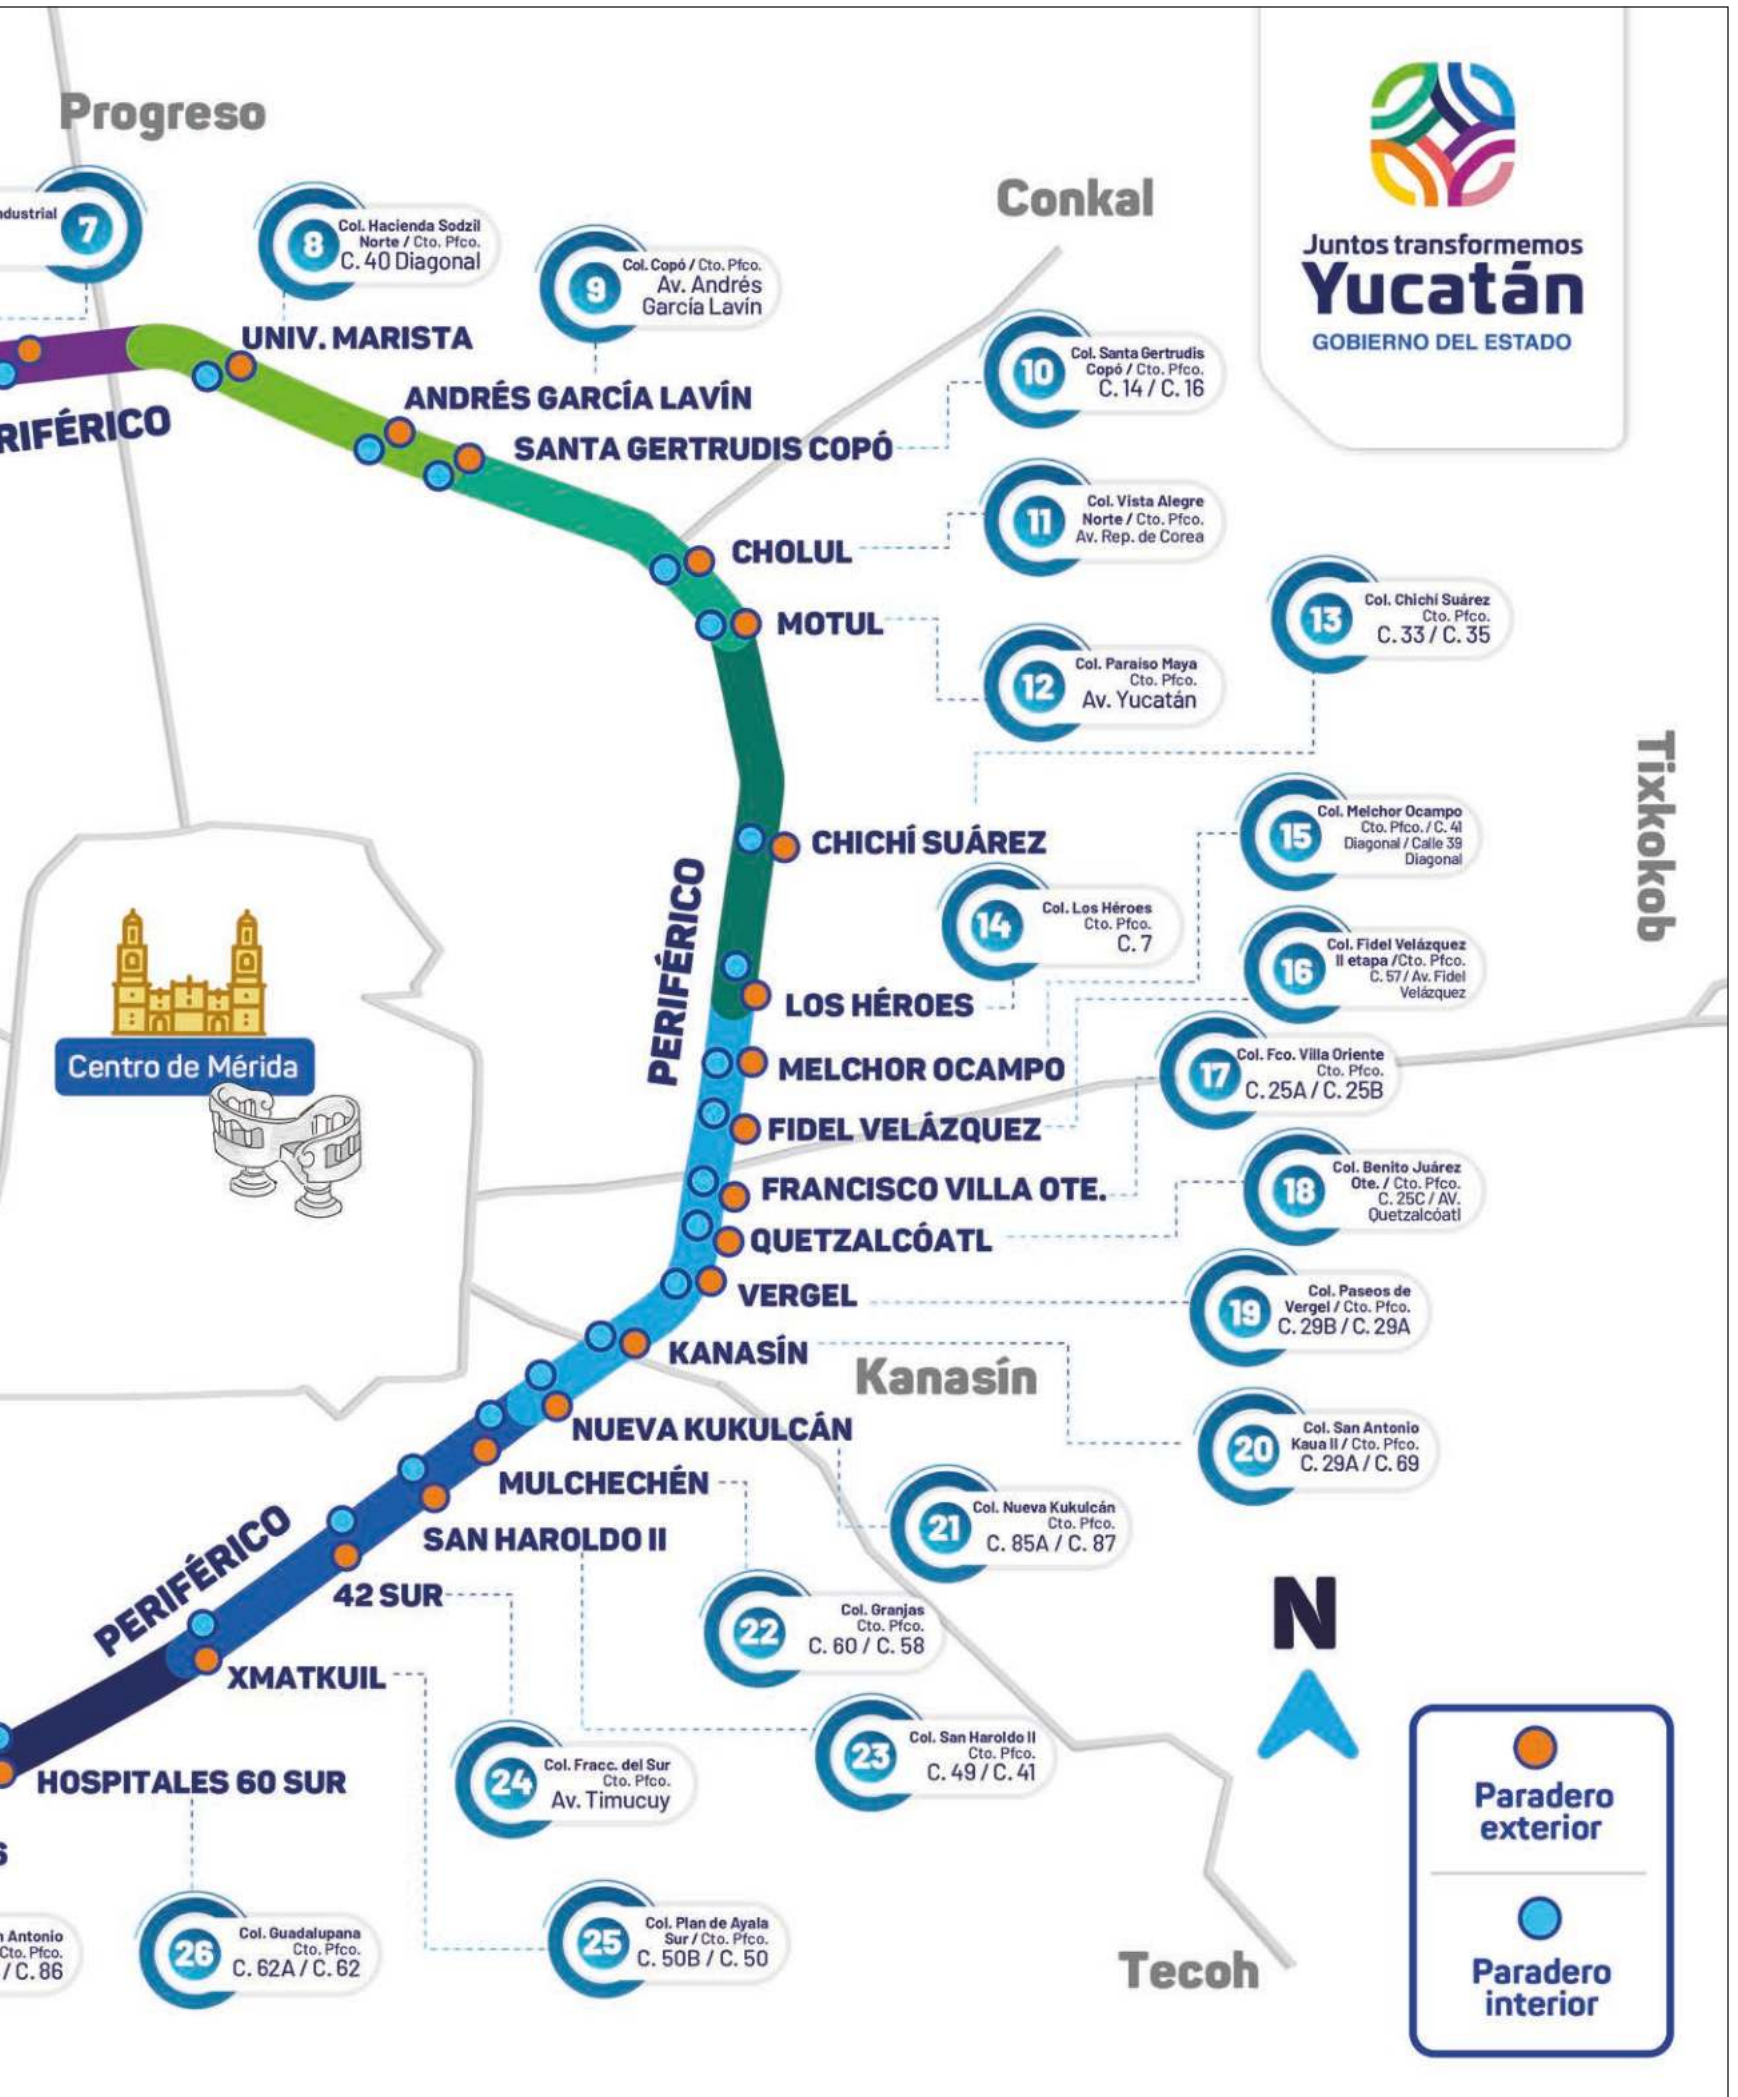 Progreso
Conkal
Juntos transformemos
Yucatán
GOBIERNO DEL ESTADO
7
8
Col. Hacienda Sodzil
Norte / Cto. Pfco.
C. 40 Diagonal
9
Col. Copó / Cto. Pfco.
Av. Andrés
García Lavín
UNIV. MARISTA
ANDRÉS GARCÍA LAVÍN
SANTA GERTRUDIS COPÓ
10
Col. Santa Gertrudis
Copó / Cto. Pfco.
C. 14 / C. 16
11
Col. Vista Alegre
Norte / Cto. Pfco.
Av. Rep. de Corea
CHOLUL
MOTUL
12
Col. Paraiso Maya
Cto. Pfco.
Av. Yucatán
13
Col. Chichí Suárez
Cto. Pfco.
C. 33 / C. 35
Tixkokob
CHICHÍ SUÁREZ
PERIFÉRICO
14
Col. Los Héroes
Cto. Pfco.
C. 7
15
Col. Melchor Ocampo
Cto. Pfco. / C. 41
Diagonal / Calle 39
Diagonal
16
Col. Fidel Velázquez
II etapa /Cto. Pfco.
C. 57 / Av. Fidel
Velázquez
LOS HÉROES
Centro de Mérida
MELCHOR OCAMPO
17
Col. Fco. Villa Oriente
Cto. Pfco.
C. 25A / C. 25B
FIDEL VELÁZQUEZ
FRANCISCO VILLA OTE.
18
Col. Benito Juárez
Ote. / Cto. Pfco.
C. 25C / AV.
Quetzalcóatl
QUETZALCÓATL
VERGEL
19
Col. Paseos de
Vergel / Cto. Pfco.
C. 29B / C. 29A
KANASÍN
Kanasín
20
Col. San Antonio
Kaua II / Cto. Pfco.
C. 29A / C. 69
NUEVA KUKULCÁN
MULCHECHÉN
21
Col. Nueva Kukulcán
Cto. Pfco.
C. 85A / C. 87
SAN HAROLDO II
PERIFÉRICO
42 SUR
22
Col. Granjas
Cto. Pfco.
C. 60 / C. 58
N
XMATKUIL
23
Col. San Haroldo II
Cto. Pfco.
C. 49 / C. 41
24
Col. Fracc. del Sur
Cto. Pfco.
Av. Timucuy
HOSPITALES 60 SUR
Paradero
exterior
Paradero
interior
Antonio
Cto. Pfco.
/ C. 86
26
Col. Guadalupana
Cto. Pfco.
C. 62A / C. 62
25
Col. Plan de Ayala
Sur / Cto. Pfco.
C. 50B / C. 50
Tecoh